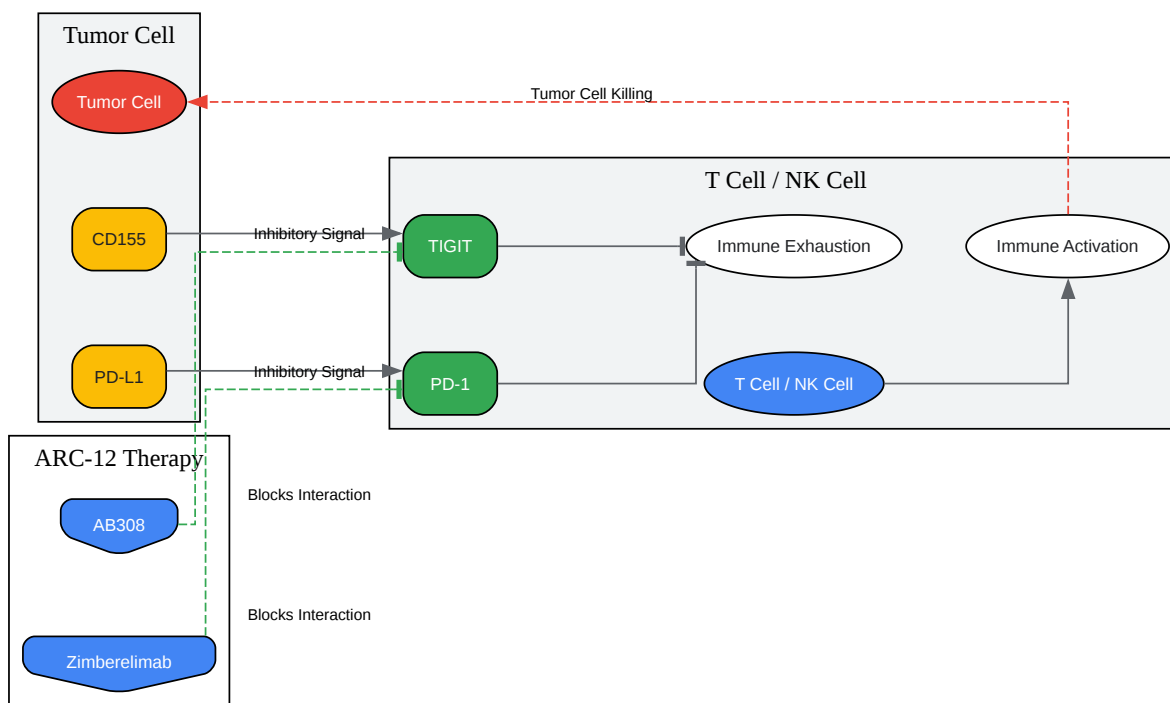 Tumor Cell
Tumor Cell
Tumor Cell Killing
T Cell / NK Cell
CD155
Inhibitory Signal
TIGIT
Immune Exhaustion
Immune Activation
PD-L1
Inhibitory Signal
PD-1
T Cell / NK Cell
ARC-12 Therapy
AB308
Blocks Interaction
Zimberelimab
Blocks Interaction